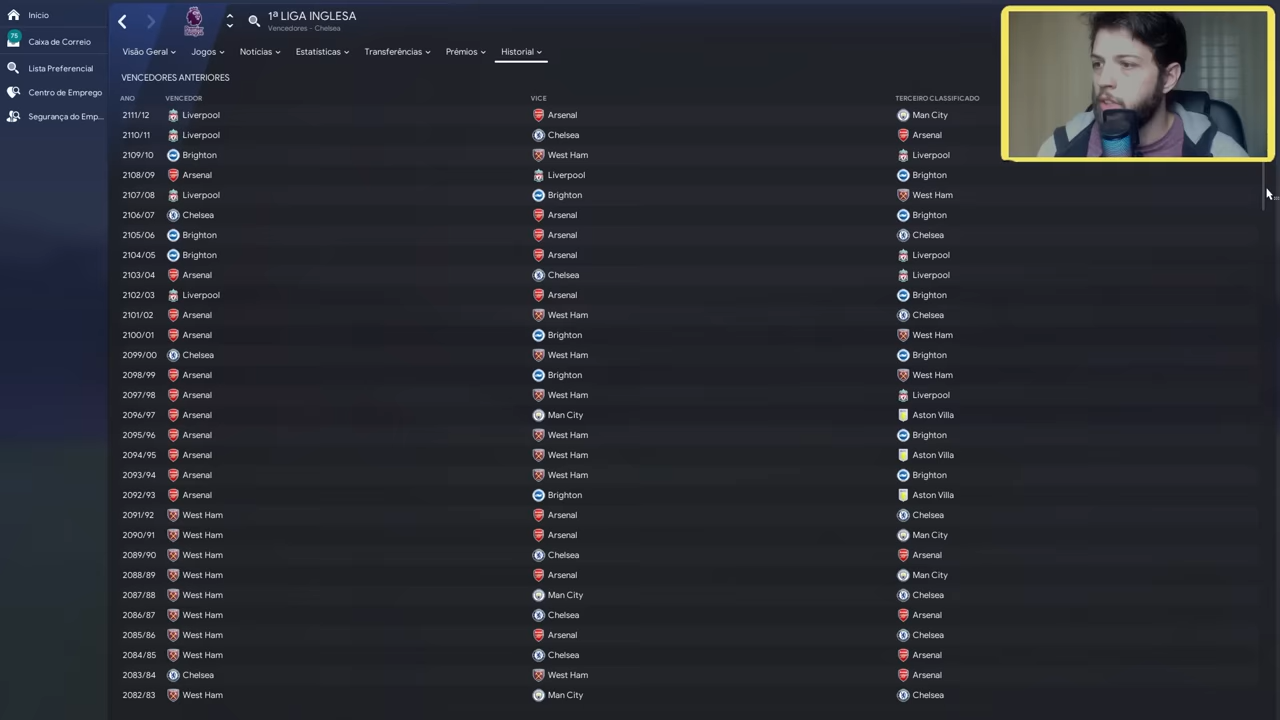 Início
75
Caixa de Correio
Lista Preferencial
Centro de Emprego
Segurança do Emp...
1ª LIGA INGLESA
Vencedores - Chelsea
Visão Geral Jogos Notícias Estatísticas Transferências Prémios Historial
VENCEDORES ANTERIORES
ANO VENCEDOR VICE TERCEIRO CLASSIFICADO
2111/12 Liverpool Arsenal Man City
2110/11 Liverpool Chelsea Arsenal
2109/10 Brighton West Ham Liverpool
2108/09 Arsenal Liverpool Brighton
2107/08 Liverpool Brighton West Ham
2106/07 Chelsea Arsenal Brighton
2105/06 Brighton Arsenal Chelsea
2104/05 Brighton Arsenal Liverpool
2103/04 Arsenal Chelsea Liverpool
2102/03 Liverpool Arsenal Brighton
2101/02 Arsenal West Ham Chelsea
2100/01 Arsenal Brighton West Ham
2099/00 Chelsea West Ham Brighton
2098/99 Arsenal Brighton West Ham
2097/98 Arsenal West Ham Liverpool
2096/97 Arsenal Man City Aston Villa
2095/96 Arsenal West Ham Brighton
2094/95 Arsenal West Ham Aston Villa
2093/94 Arsenal West Ham Brighton
2092/93 Arsenal Brighton Aston Villa
2091/92 West Ham Arsenal Chelsea
2090/91 West Ham Arsenal Man City
2089/90 West Ham Chelsea Arsenal
2088/89 West Ham Arsenal Man City
2087/88 West Ham Man City Chelsea
2086/87 West Ham Chelsea Arsenal
2085/86 West Ham Arsenal Chelsea
2084/85 West Ham Chelsea Arsenal
2083/84 Chelsea West Ham Arsenal
2082/83 West Ham Man City Chelsea